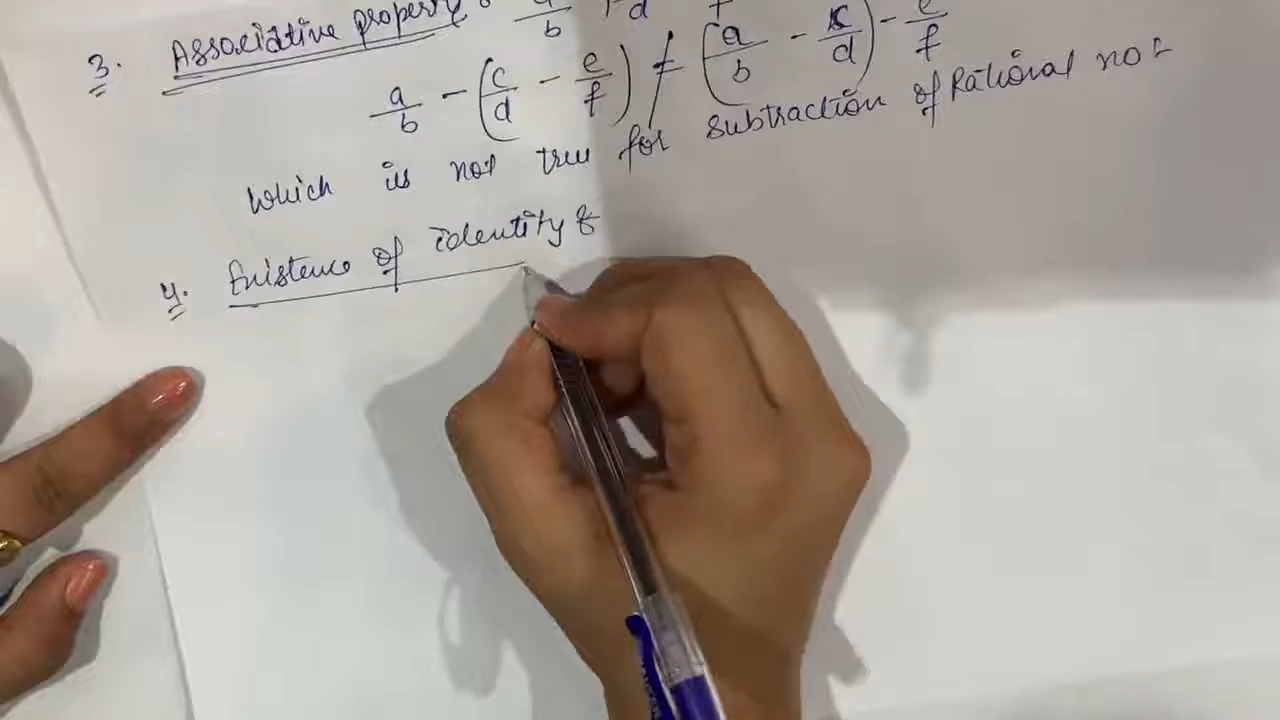 3. Associative property : a/b , c/d , e/f
a/b - (c/d - e/f) ≠ (a/b - c/d) - e/f
Which is not true for subtraction of Rational no.
4. Existence of identity :